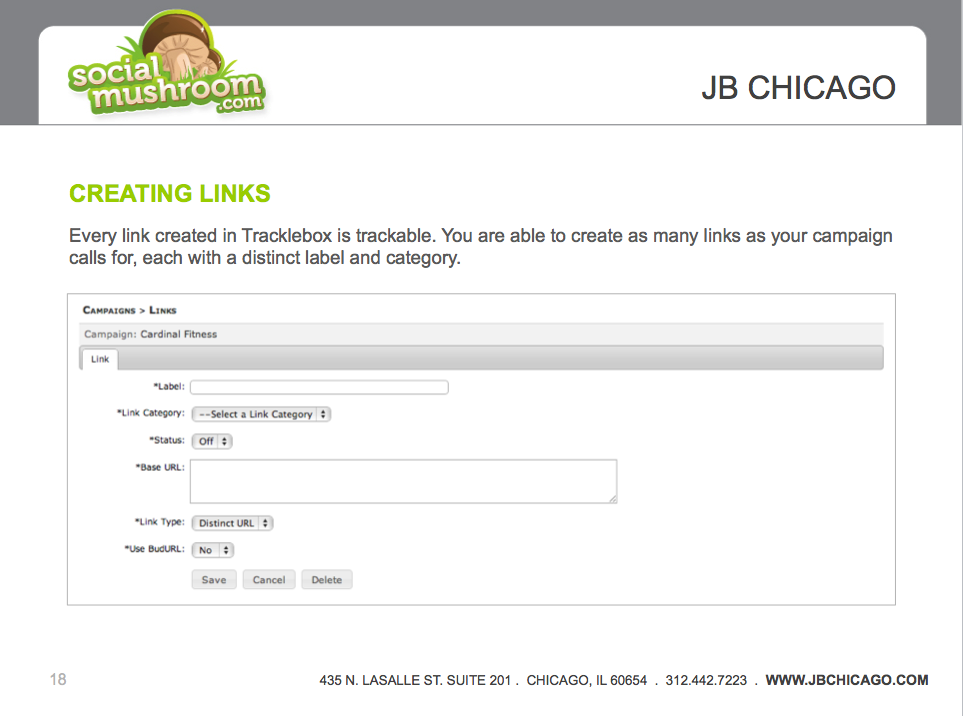 social
mushroom
.com
JB CHICAGO
CREATING LINKS
Every link created in Tracklebox is trackable. You are able to create as many links as your campaign
calls for, each with a distinct label and category.
CAMPAIGNS > LINKS
Campaign: Cardinal Fitness
Link
*Label:
*Link Category: --Select a Link Category
*Status: Off
*Base URL:
*Link Type: Distinct URL
*Use BudURL: No
Save Cancel Delete
18 435 N. LASALLE ST. SUITE 201 . CHICAGO, IL 60654 . 312.442.7223 . WWW.JBCHICAGO.COM